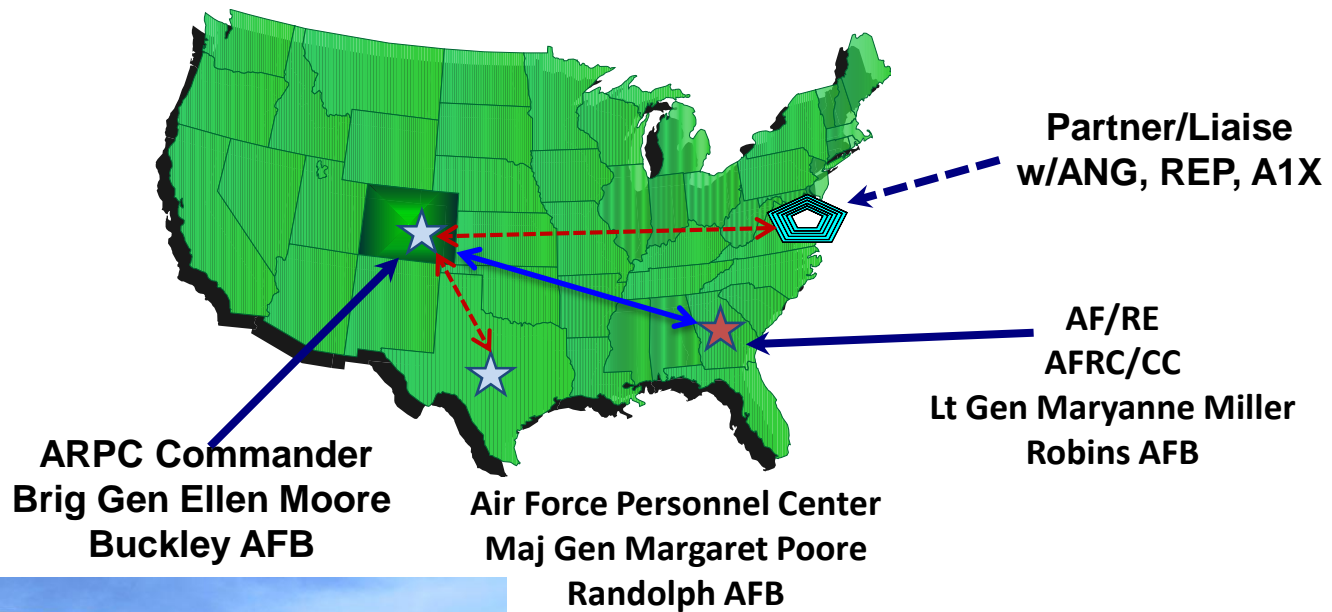 Partner/Liaise
w/ANG, REP, A1X
AF/RE
AFRC/CC
Lt Gen Maryanne Miller
Robins AFB
ARPC Commander
Brig Gen Ellen Moore
Buckley AFB
Air Force Personnel Center
Maj Gen Margaret Poore
Randolph AFB